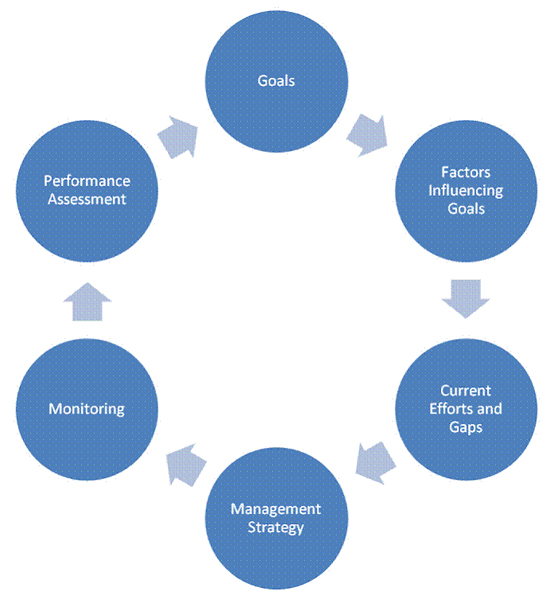 Goals
Factors
Influencing
Goals
Current
Efforts and
Gaps
Management
Strategy
Monitoring
Performance
Assessment